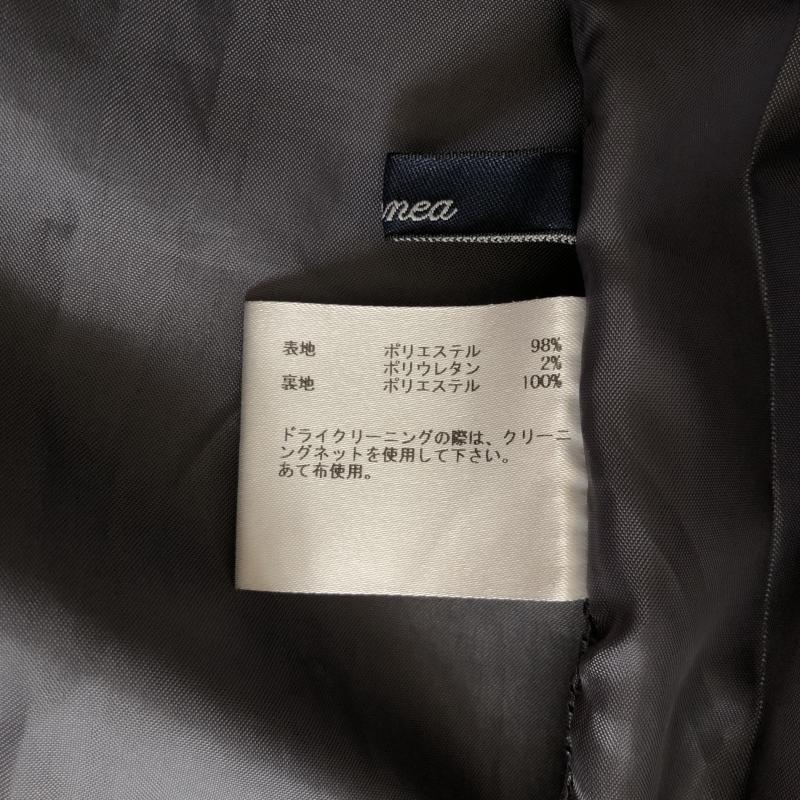 nea
表地 ポリエステル 98%
ポリウレタン 2%
裏地 ポリエステル 100%
ドライクリーニングの際は、クリーニ
ングネットを使用して下さい。
あて布使用。